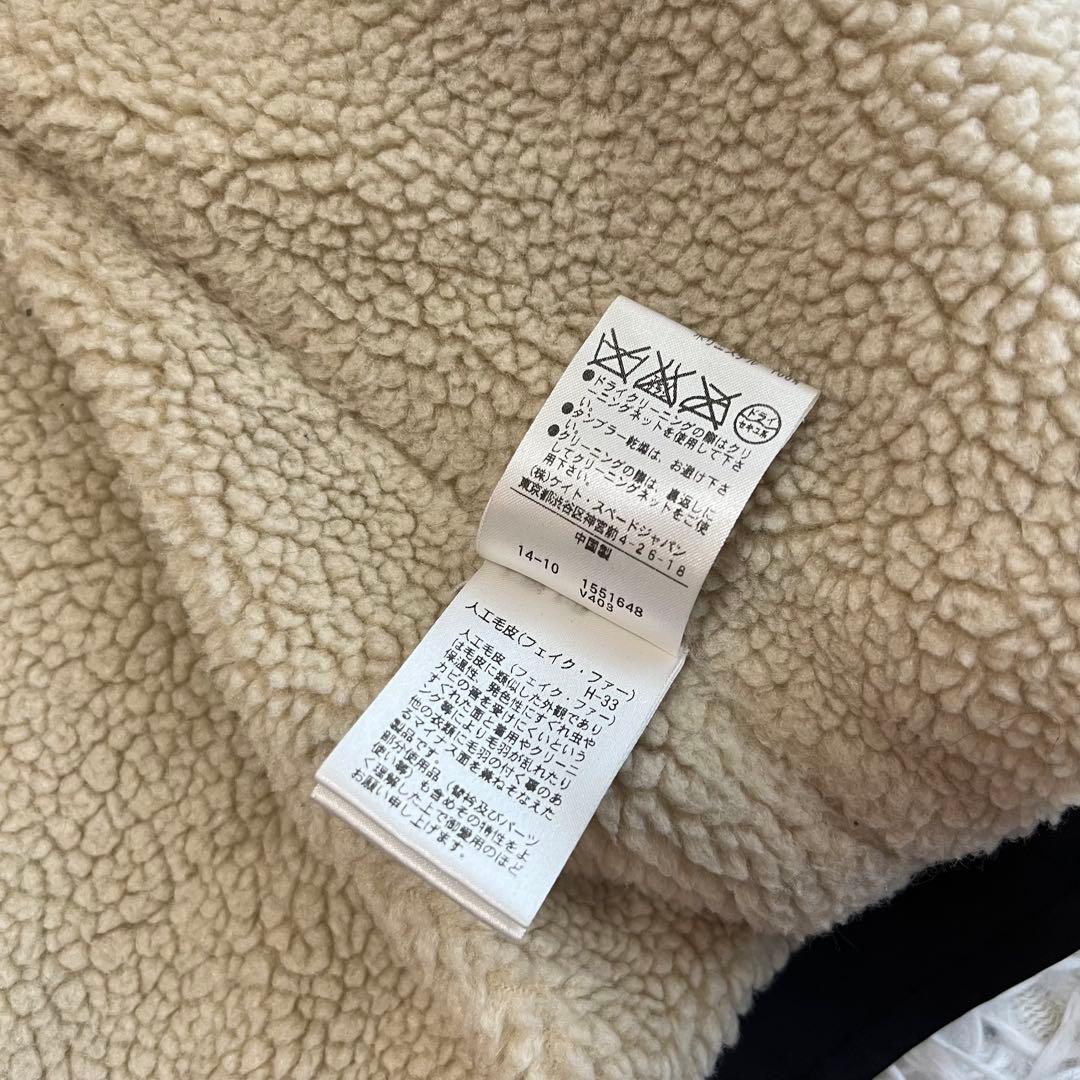 ドライ
セキユ系
●ドライクリーニングの際はクリ
ーニングネットを使用して下さ
い。
●タンブラー乾燥は、お避け下さ
い。
●クリーニングの際は、裏返しに
してクリーニングネットをご使
用下さい。
(株)ケイト・スペードジャパン
東京都渋谷区神宮前4-26-18
中国製
14-10 1551648
V403
人工毛皮(フェイク・ファー)
H-33
人工毛皮(フェイク・ファー)
は毛皮に類似した外観であり
保温性、発色性にすぐれ虫や
カビの害を受けにくいという
すぐれた面と着用やクリーニ
ング等により毛羽が乱れたり
他の衣類に毛羽の付く事のあ
るマイナス面を兼ねそなえた
製品です。
部分使用品(替衿及びパーツ
使い等)も含めその特性をよ
く理解した上で御愛用のほど
お願い申し上げます。